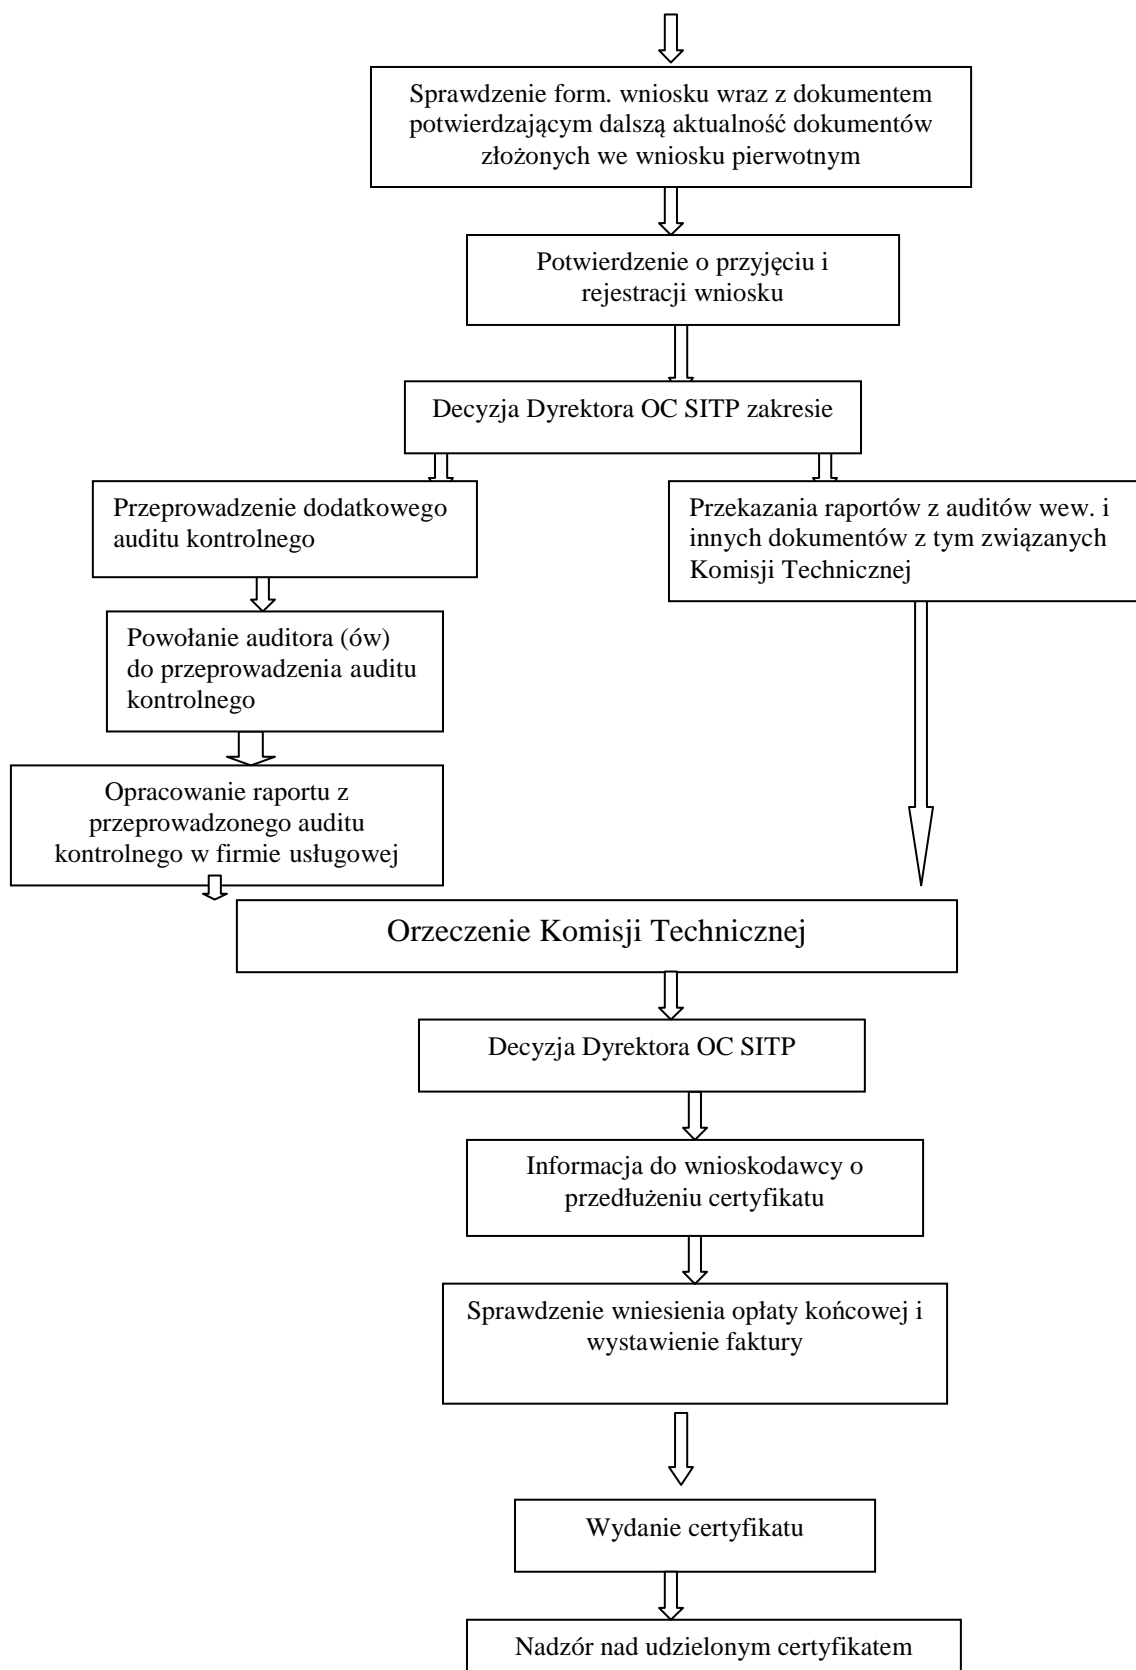 Sprawdzenie form. wniosku wraz z dokumentem
potwierdzającym dalszą aktualność dokumentów
złożonych we wniosku pierwotnym
Potwierdzenie o przyjęciu i
rejestracji wniosku
Decyzja Dyrektora OC SITP zakresie
Przeprowadzenie dodatkowego
auditu kontrolnego
Przekazania raportów z auditów wew. i
innych dokumentów z tym związanych
Komisji Technicznej
Powołanie auditora (ów)
do przeprowadzenia auditu
kontrolnego
Opracowanie raportu z
przeprowadzonego auditu
kontrolnego w firmie usługowej
Orzeczenie Komisji Technicznej
Decyzja Dyrektora OC SITP
Informacja do wnioskodawcy o
przedłużeniu certyfikatu
Sprawdzenie wniesienia opłaty końcowej i
wystawienie faktury
Wydanie certyfikatu
Nadzór nad udzielonym certyfikatem